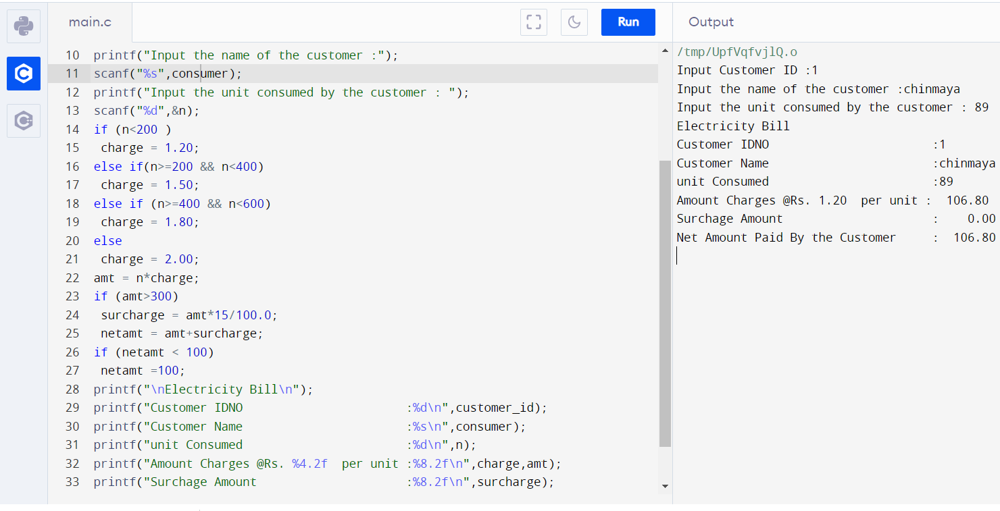 main.c
Run
Output
10 printf("Input the name of the customer :");
11 scanf("%s",consumer);
12 printf("Input the unit consumed by the customer : ");
13 scanf("%d",&n);
14 if (n<200 )
15  charge = 1.20;
16 else if(n>=200 && n<400)
17  charge = 1.50;
18 else if (n>=400 && n<600)
19  charge = 1.80;
20 else
21  charge = 2.00;
22 amt = n*charge;
23 if (amt>300)
24  surcharge = amt*15/100.0;
25  netamt = amt+surcharge;
26 if (netamt < 100)
27  netamt =100;
28 printf("\nElectricity Bill\n");
29 printf("Customer IDNO                       :%d\n",customer_id);
30 printf("Customer Name                       :%s\n",consumer);
31 printf("unit Consumed                       :%d\n",n);
32 printf("Amount Charges @Rs. %4.2f  per unit :%8.2f\n",charge,amt);
33 printf("Surchage Amount                     :%8.2f\n",surcharge);
/tmp/UpfVqfvjlQ.o
Input Customer ID :1
Input the name of the customer :chinmaya
Input the unit consumed by the customer : 89
Electricity Bill
Customer IDNO                       :1
Customer Name                       :chinmaya
unit Consumed                       :89
Amount Charges @Rs. 1.20  per unit :  106.80
Surchage Amount                     :    0.00
Net Amount Paid By the Customer     :  106.80